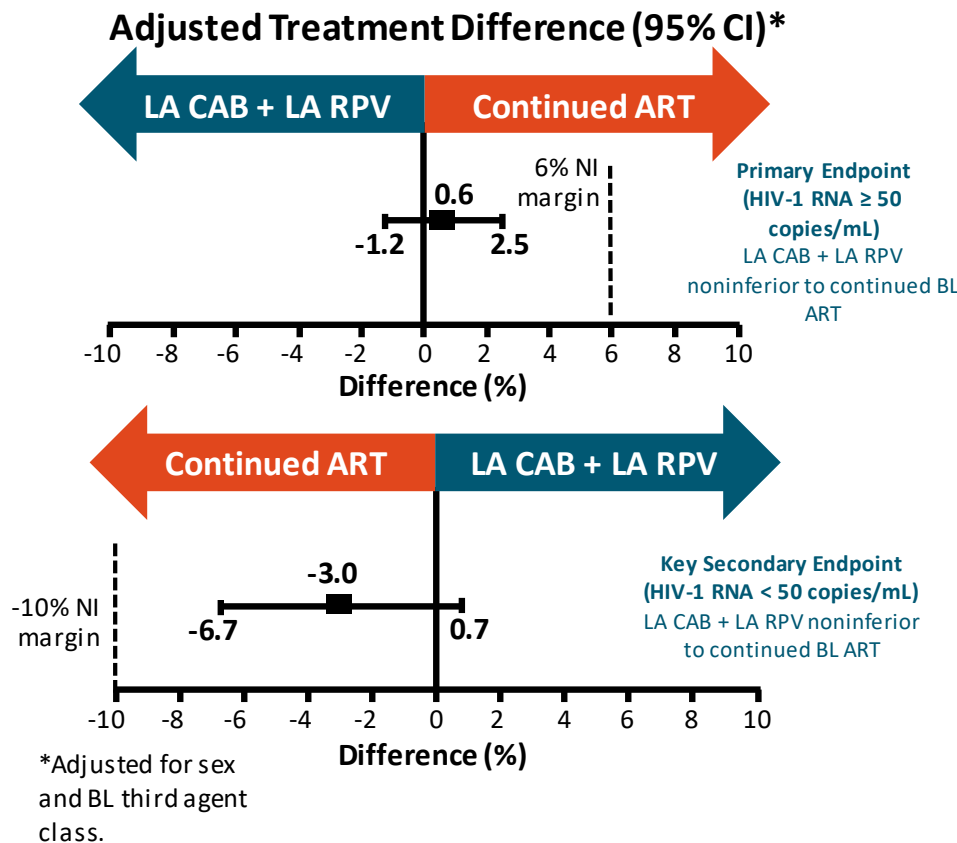 Adjusted Treatment Difference (95% CI)*
LA CAB + LA RPV
Continued ART
6% NI
margin
0.6
-1.2
2.5
Primary Endpoint
(HIV-1 RNA ≥ 50
copies/mL)
LA CAB + LA RPV
noninferior to continued BL
ART
-10 -8 -6 -4 -2 0 2 4 6 8 10
Difference (%)
Continued ART
LA CAB + LA RPV
-10% NI
margin
-3.0
-6.7
0.7
Key Secondary Endpoint
(HIV-1 RNA < 50 copies/mL)
LA CAB + LA RPV noninferior
to continued BL ART
-10 -8 -6 -4 -2 0 2 4 6 8 10
Difference (%)
*Adjusted for sex
and BL third agent
class.